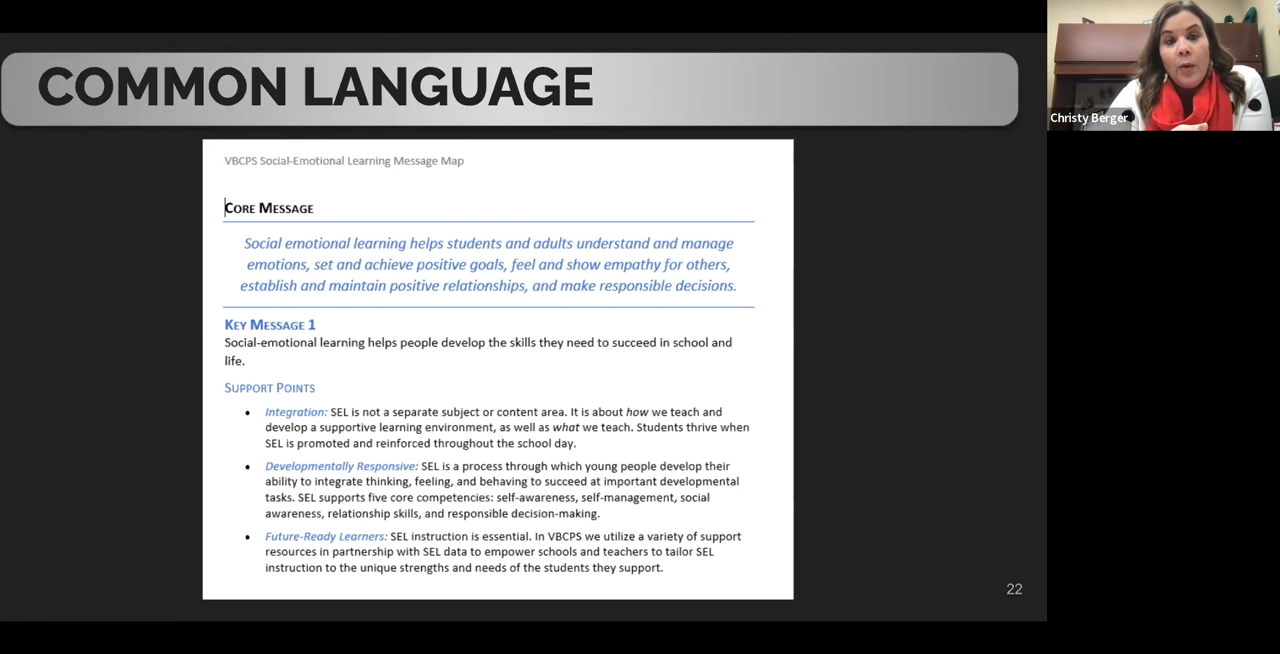 COMMON LANGUAGE
Christy Berger
VBCPS Social-Emotional Learning Message Map
CORE MESSAGE
Social emotional learning helps students and adults understand and manage
emotions, set and achieve positive goals, feel and show empathy for others,
establish and maintain positive relationships, and make responsible decisions.
KEY MESSAGE 1
Social-emotional learning helps people develop the skills they need to succeed in school and
life.
SUPPORT POINTS
• Integration: SEL is not a separate subject or content area. It is about how we teach and
develop a supportive learning environment, as well as what we teach. Students thrive when
SEL is promoted and reinforced throughout the school day.
• Developmentally Responsive: SEL is a process through which young people develop their
ability to integrate thinking, feeling, and behaving to succeed at important developmental
tasks. SEL supports five core competencies: self-awareness, self-management, social
awareness, relationship skills, and responsible decision-making.
• Future-Ready Learners: SEL instruction is essential. In VBCPS we utilize a variety of support
resources in partnership with SEL data to empower schools and teachers to tailor SEL
instruction to the unique strengths and needs of the students they support.
22